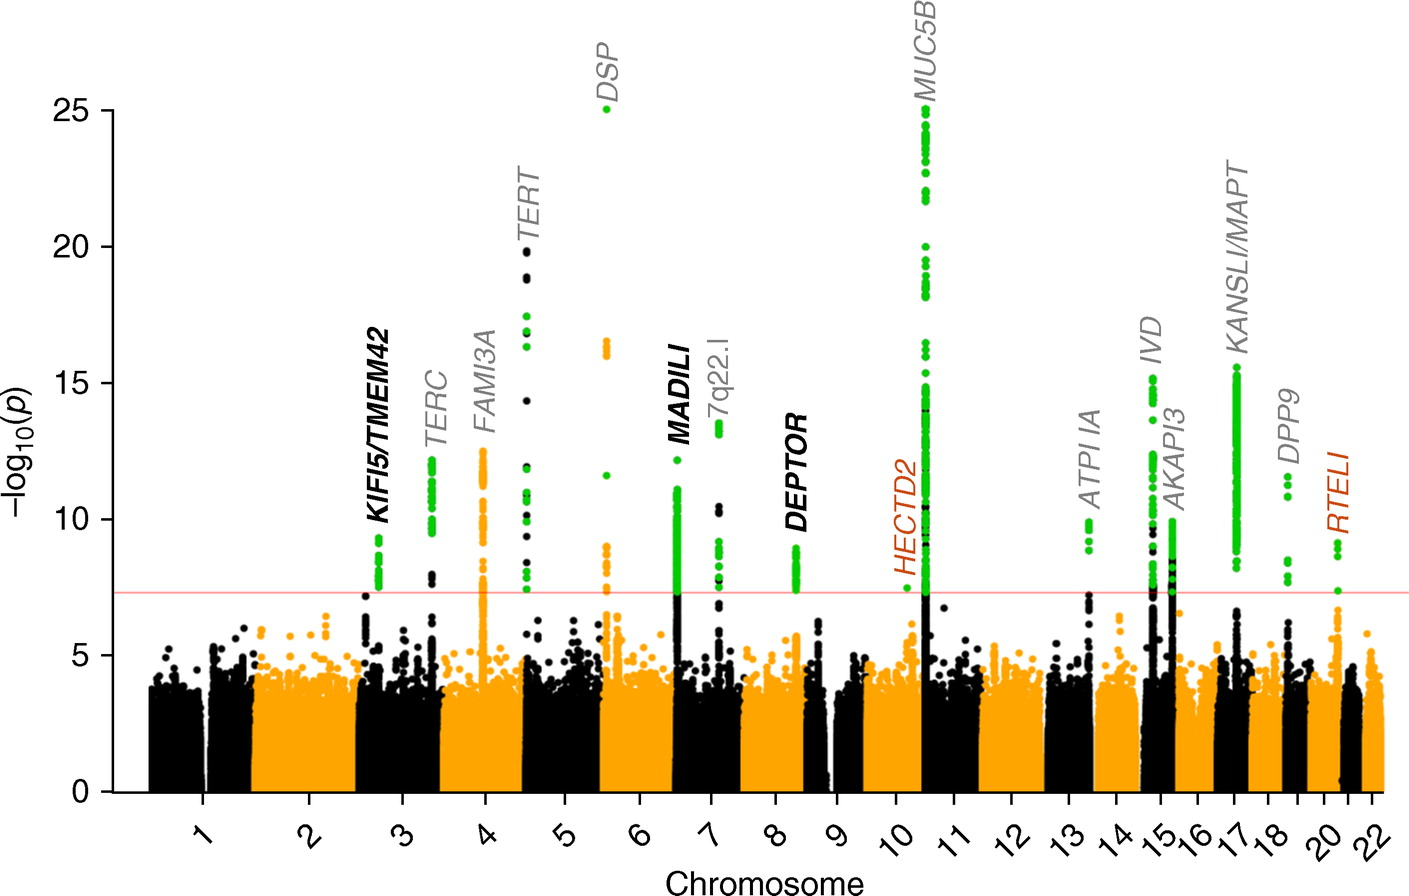 MUC5B
DSP
25
TERT
KANSLI/MAPT
20
–log10(p)
KIFI5/TMEM42
FAMI3A
MADILI
7q22.I
IVD
15
TERC
DEPTOR
ATPI IA
AKAPI3
DPP9
HECTD2
RTELI
10
5
0
1 2 3 4 5 6 7 8 9 10 11 12 13 14 15 16 17 18 20 22
Chromosome